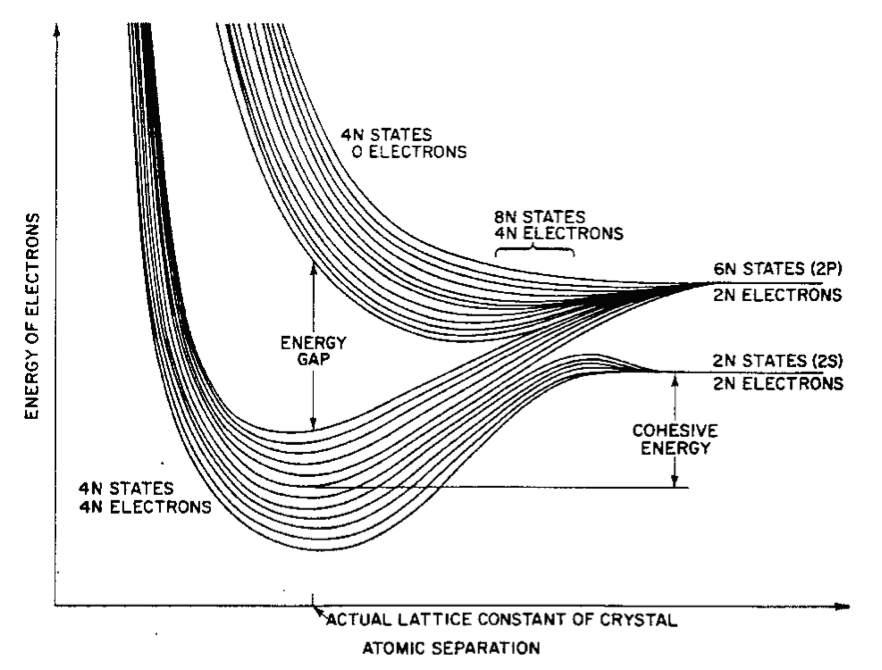 4N STATES
0 ELECTRONS
8N STATES
4N ELECTRONS
6N STATES (2P)
2N ELECTRONS
ENERGY
GAP
2N STATES (2S)
2N ELECTRONS
COHESIVE
ENERGY
4N STATES
4N ELECTRONS
ENERGY OF ELECTRONS
ACTUAL LATTICE CONSTANT OF CRYSTAL
ATOMIC SEPARATION